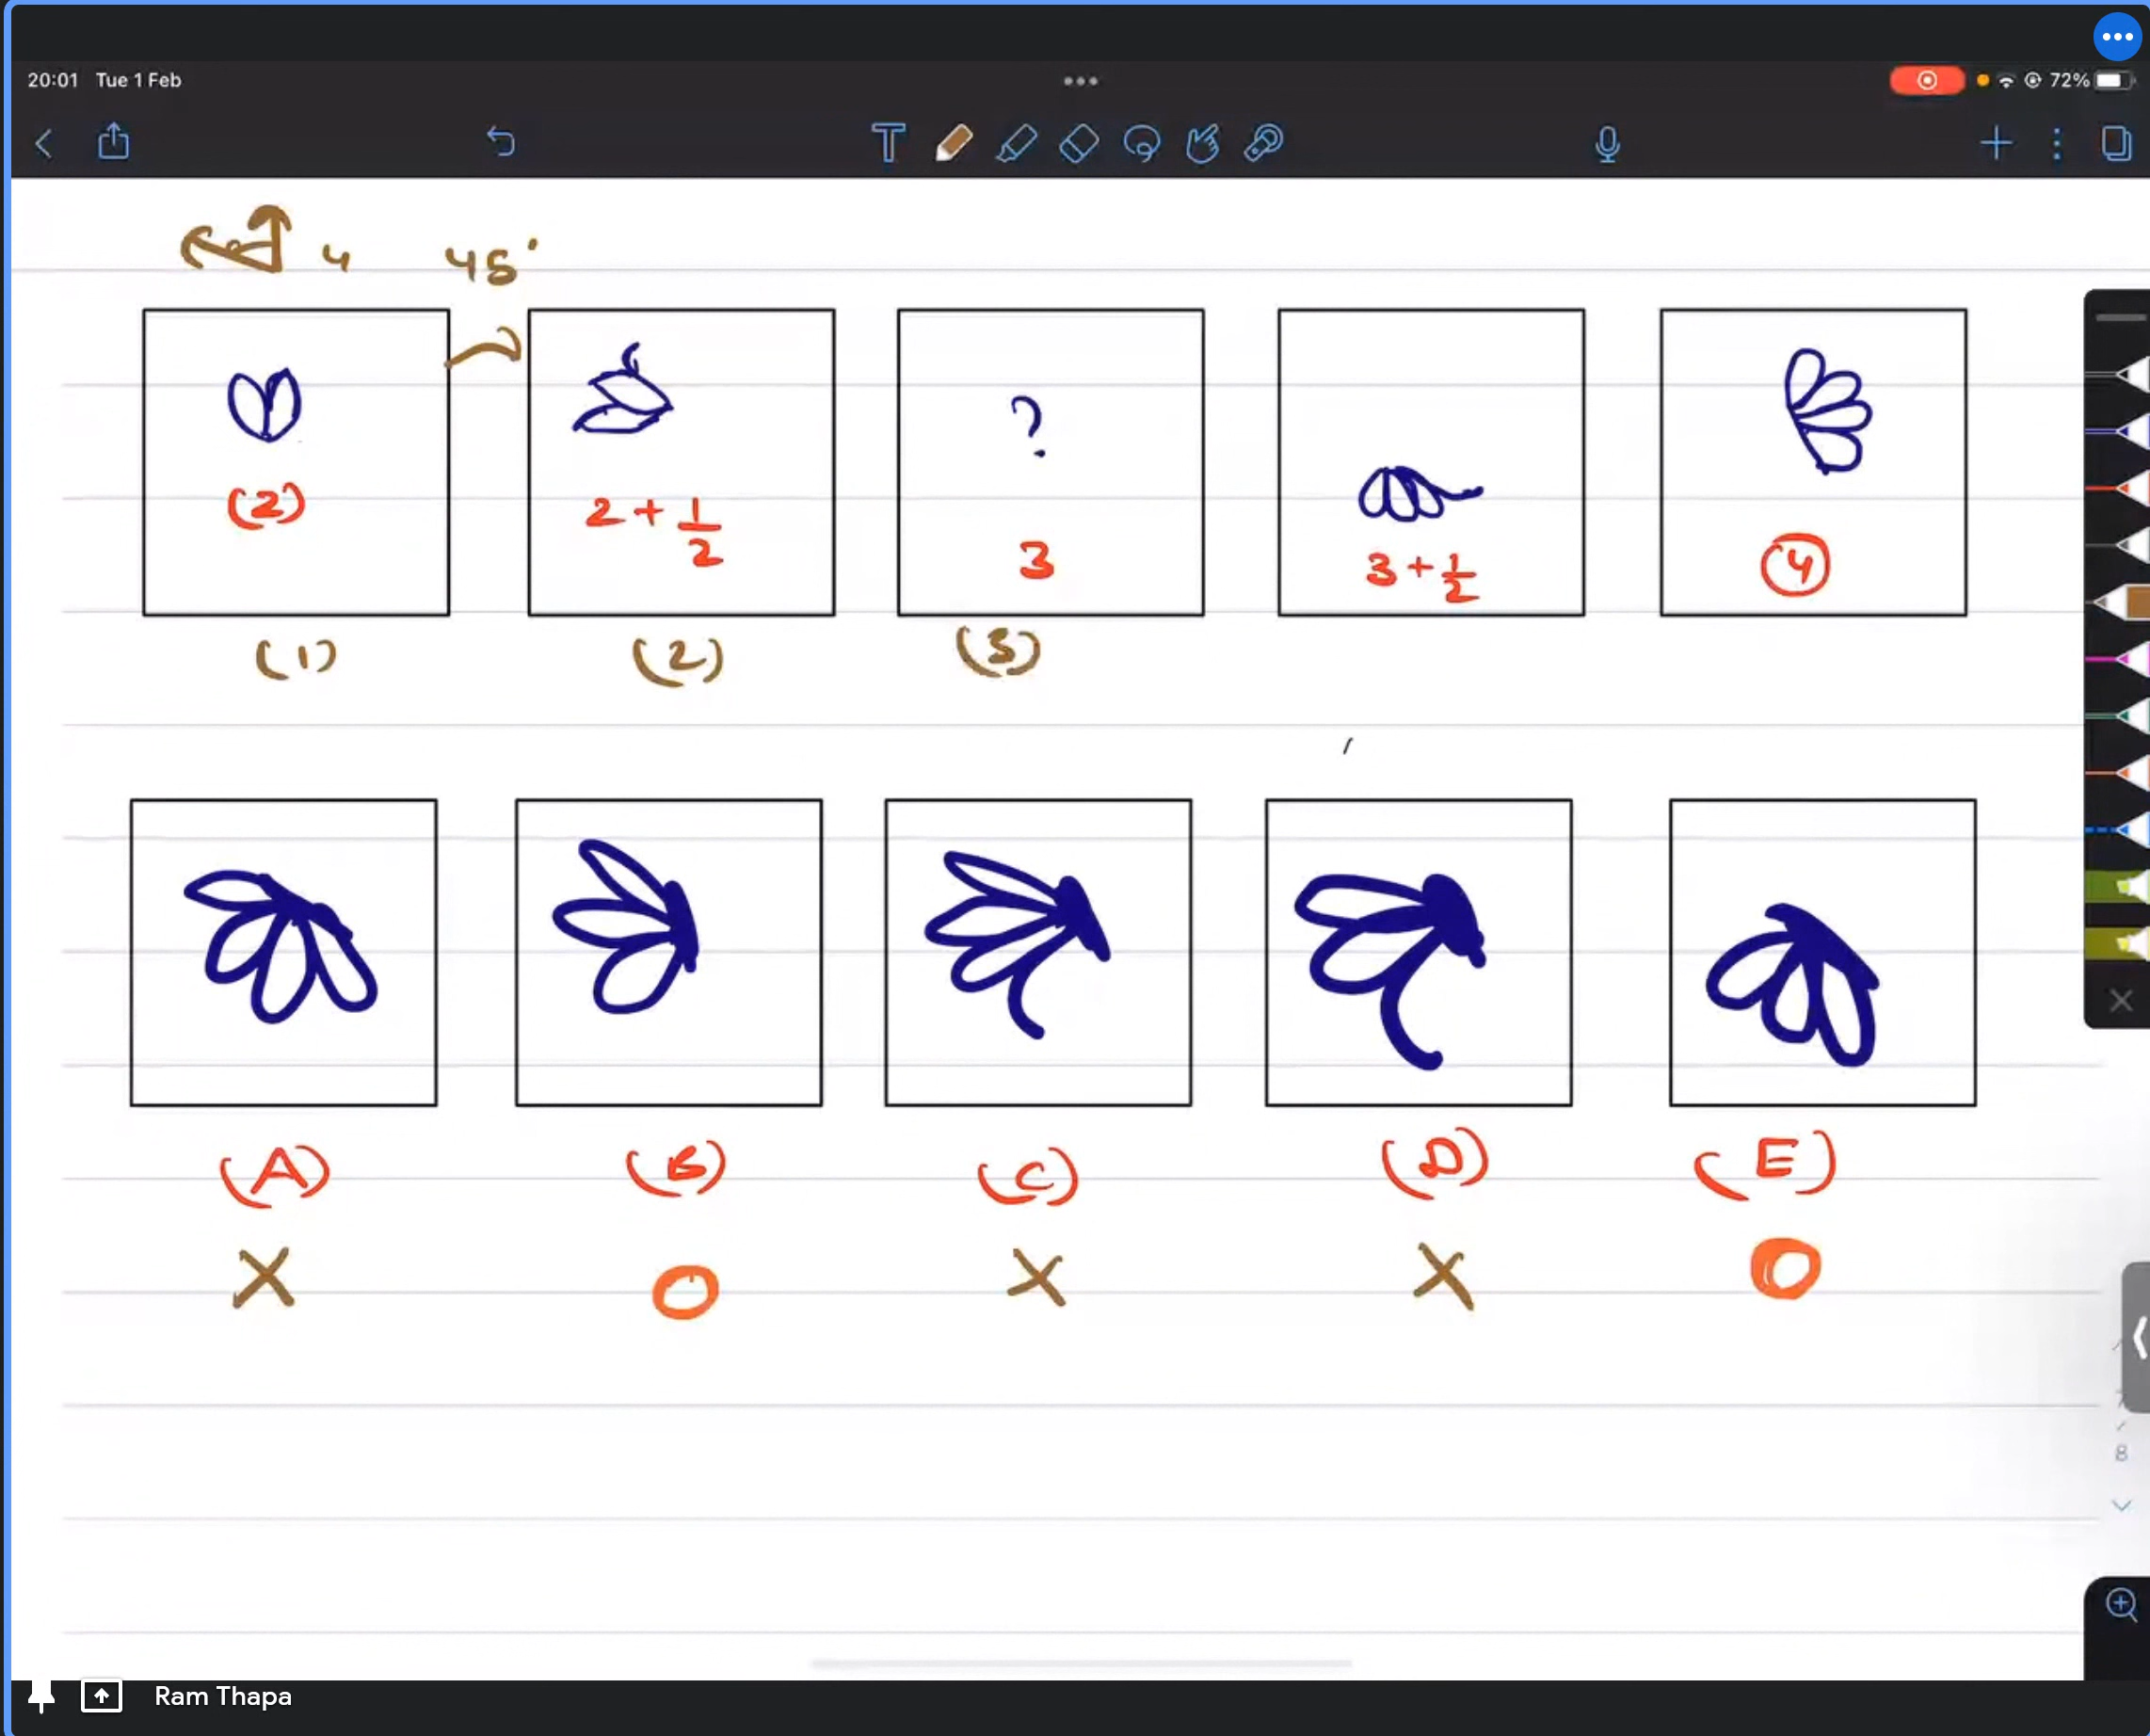 20:01 Tue 1 Feb
72%
T
4 45°
?
(2)
2 + 1/2
3
3 + 1/2
4
(1) (2) (3)
(A) (B) (C) (D) (E)
X O X X O
8
Ram Thapa